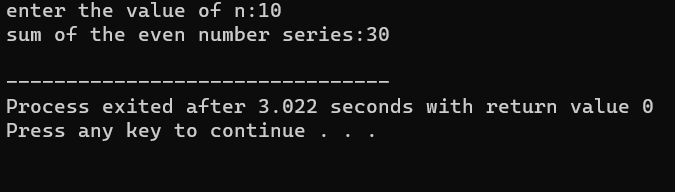 enter the value of n:10
sum of the even number series:30
--------------------------------
Process exited after 3.022 seconds with return value 0
Press any key to continue . . .